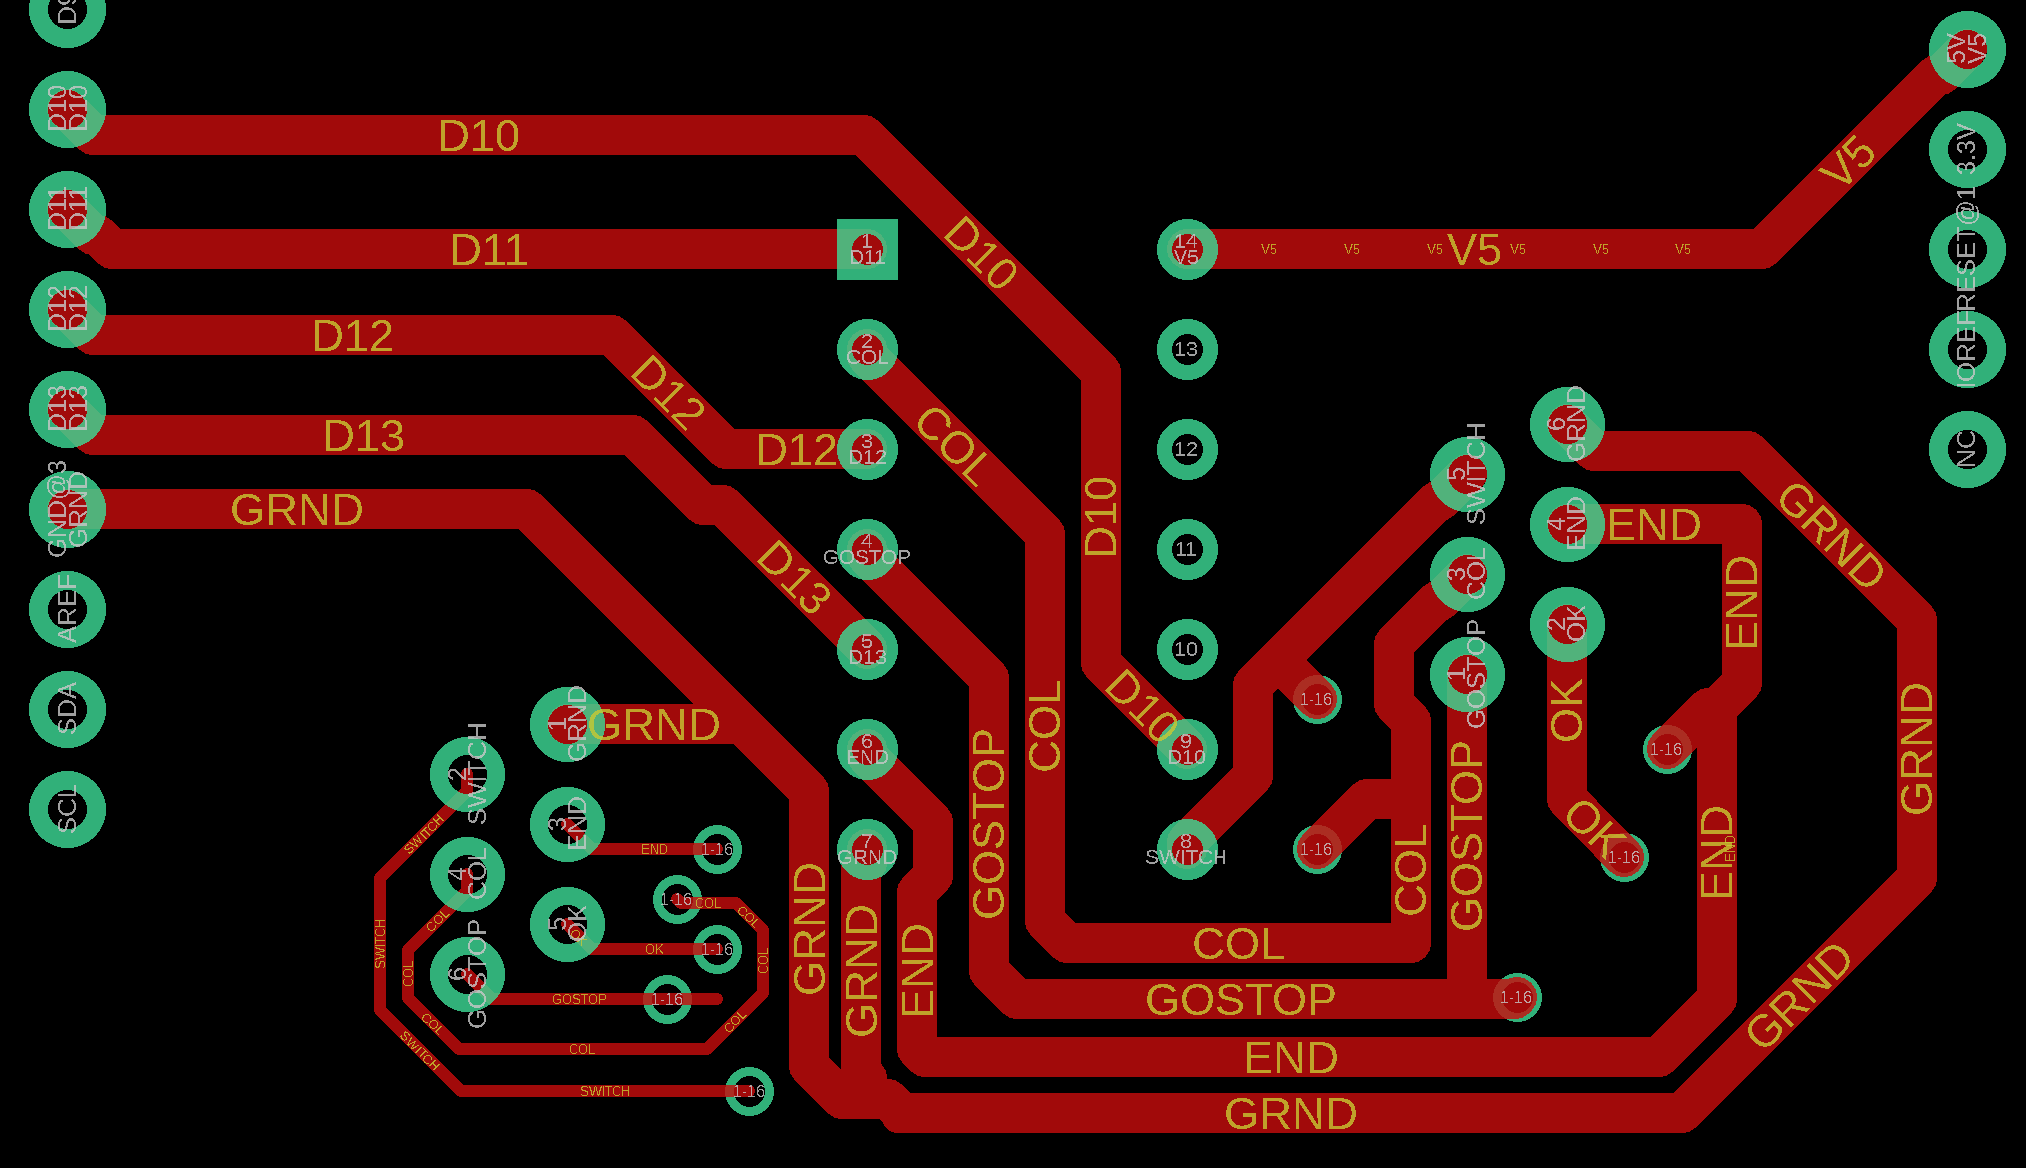 D10
D10
D11
D11
D12
D12
D13
D13
GND@3
GRND
AREF
SDA
SCL
D10
D11
D12
D12
D12
D13
D13
GRND
D10
D10
D10
1
D11
2
COL
3
D12
4
GOSTOP
5
D13
6
END
7
GRND
14
V5
13
12
11
10
9
D10
8
SWITCH
V5
V5
V5
V5
V5
V5
V5
V5
5V
V5
3.3V
RESET@1
IOREF
NC
COL
COL
COL
COL
GOSTOP
GOSTOP
GOSTOP
END
END
END
END
END
END
GRND
GRND
GRND
GRND
GRND
GRND
GRND
OK
OK
5
SWITCH
3
COL
1
GOSTOP
6
GRND
4
END
2
OK
1-16
1-16
1-16
1-16
1-16
1
GRND
2
SWITCH
3
END
4
COL
5
OK
6
GOSTOP
SWITCH
SWITCH
SWITCH
SWITCH
COL
COL
COL
COL
COL
COL
COL
COL
END
OK
GOSTOP
1-16
1-16
1-16
1-16
1-16